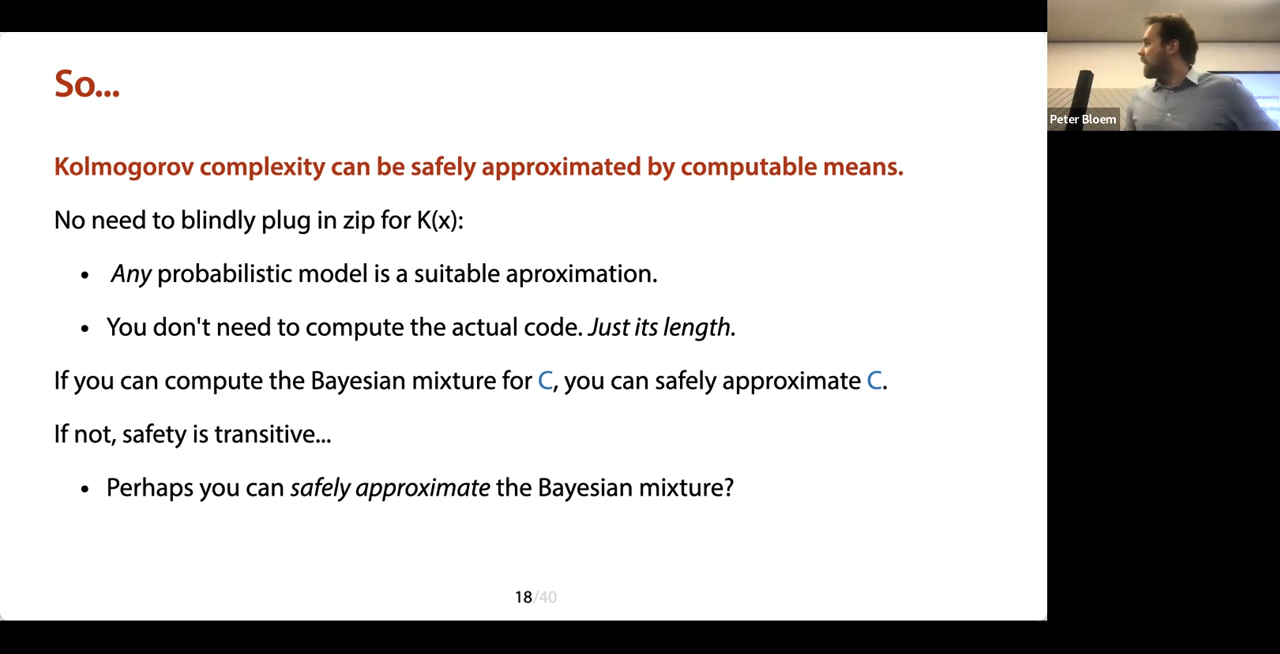 So...
Peter Bloem
Kolmogorov complexity can be safely approximated by computable means.
No need to blindly plug in zip for K(x):
• Any probabilistic model is a suitable aproximation.
• You don't need to compute the actual code. Just its length.
If you can compute the Bayesian mixture for C, you can safely approximate C.
If not, safety is transitive...
• Perhaps you can safely approximate the Bayesian mixture?
18/40